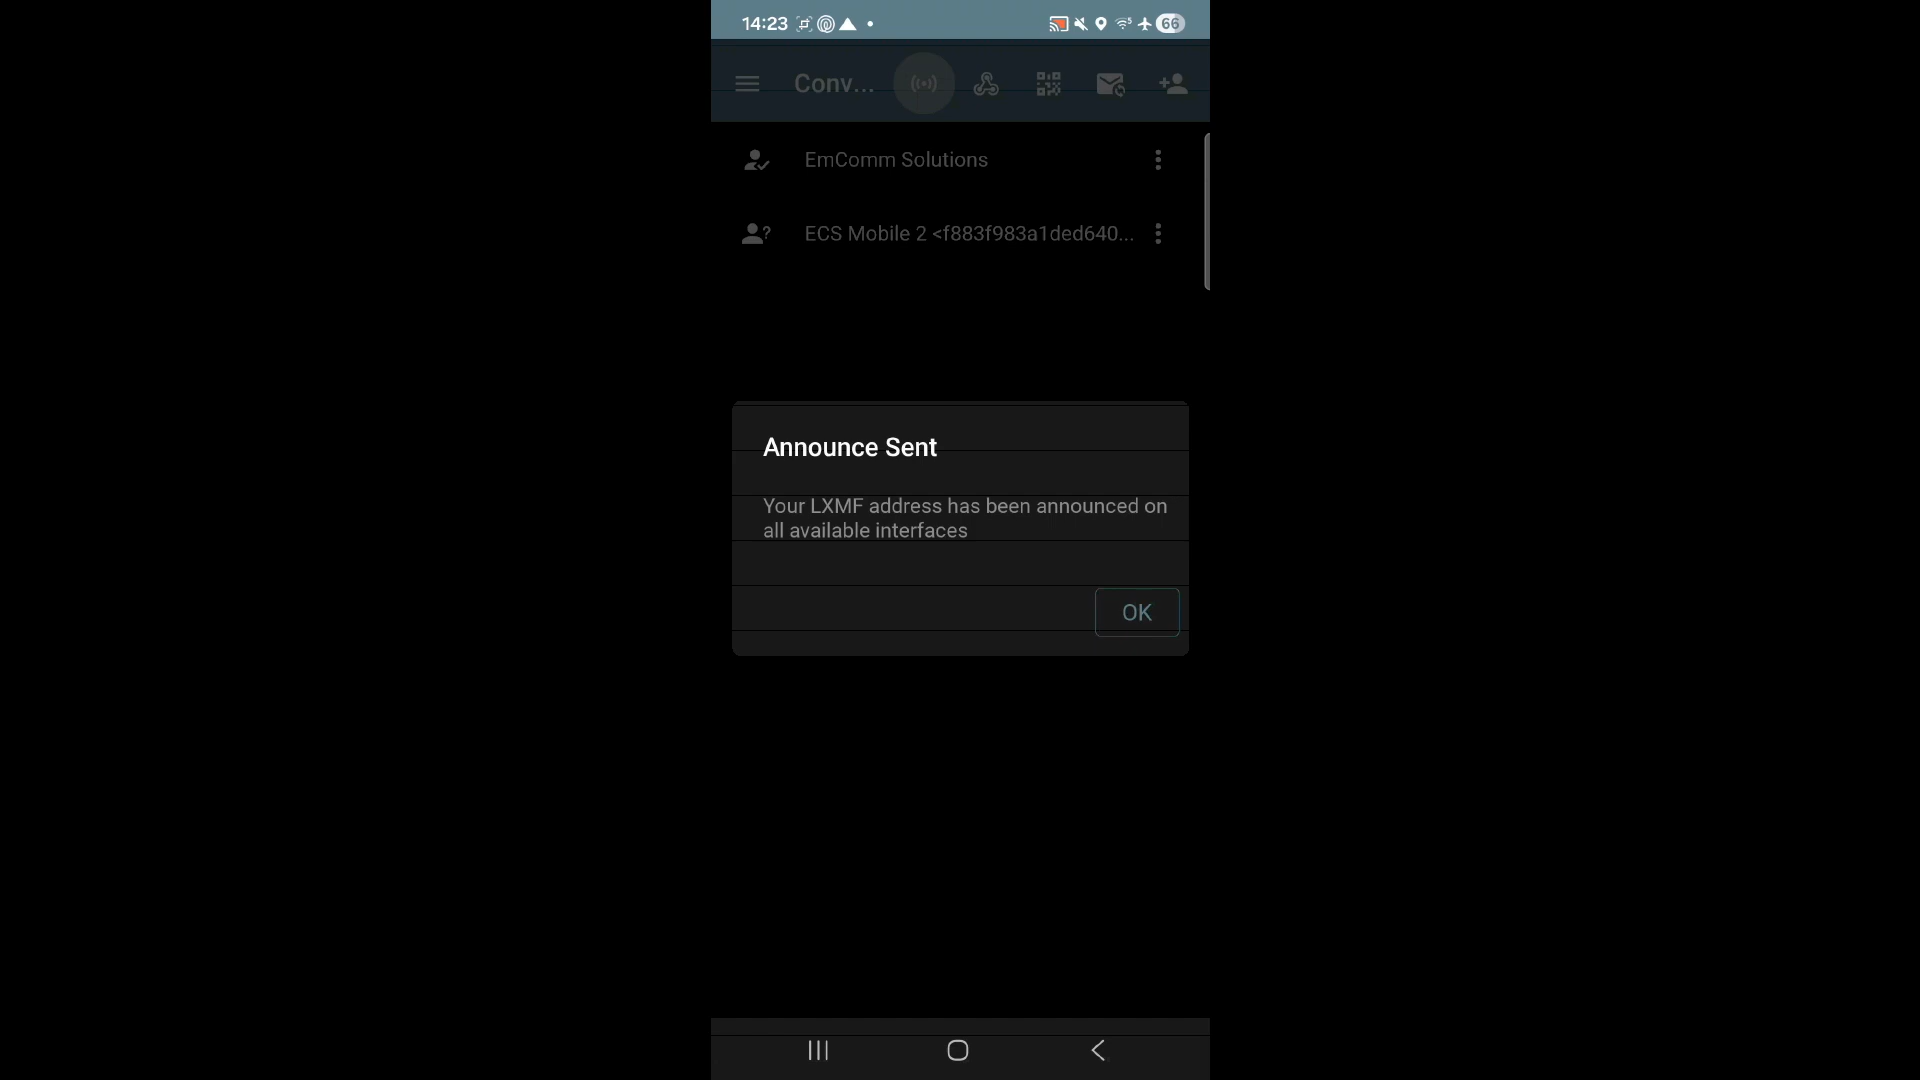 14:23
66
Conv...
EmComm Solutions
ECS Mobile 2 <f883f983a1ded640...
Announce Sent
Your LXMF address has been announced on
all available interfaces
OK